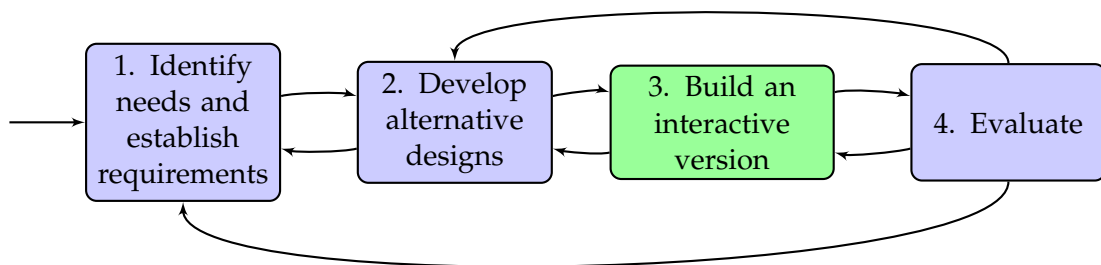 1. Identify
needs and
establish
requirements
2. Develop
alternative
designs
3. Build an
interactive
version
4. Evaluate